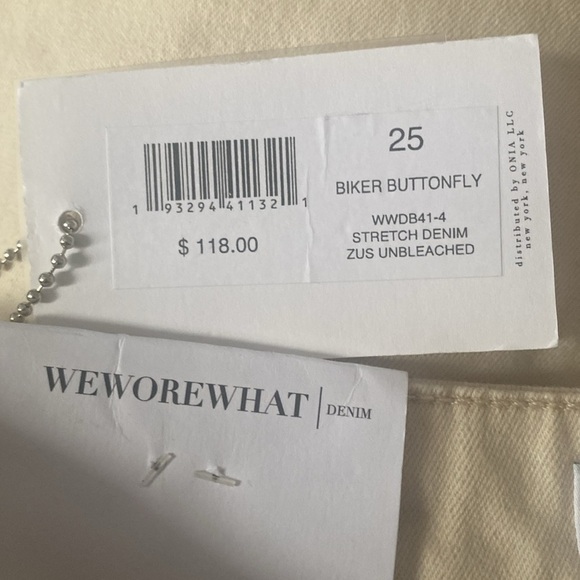 25
BIKER BUTTONFLY
WWDB41-4
STRETCH DENIM
ZUS UNBLEACHED
1 93294 41132 1
$ 118.00
distributed by ONIA LLC
new york, new york
WEWOREWHAT | DENIM